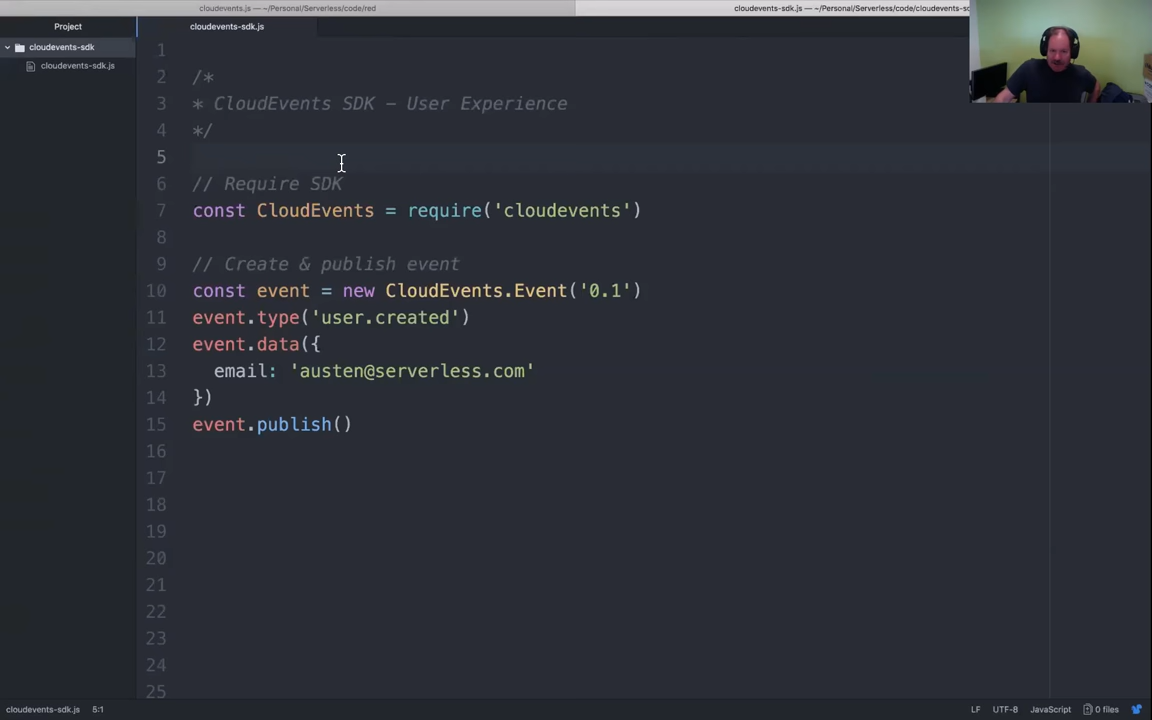 cloudevents.js — ~/Personal/Serverless/code/red
cloudevents-sdk.js — ~/Personal/Serverless/code/cloudevents-sd
Project
cloudevents-sdk.js
cloudevents-sdk
cloudevents-sdk.js
1
2 /*
3 * CloudEvents SDK – User Experience
4 */
5
6 // Require SDK
7 const CloudEvents = require('cloudevents')
8
9 // Create & publish event
10 const event = new CloudEvents.Event('0.1')
11 event.type('user.created')
12 event.data({
13 email: 'austen@serverless.com'
14 })
15 event.publish()
16
17
18
19
20
21
22
23
24
25
cloudevents-sdk.js 5:1 LF UTF-8 JavaScript 0 files